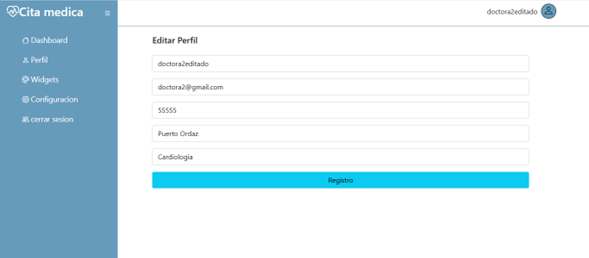 Cita medica
doctora2editado
Dashboard
Perfil
Widgets
Configuracion
cerrar sesion
Editar Perfil
doctora2editado
doctora2@gmail.com
55555
Puerto Ordaz
Cardiologia
Registro